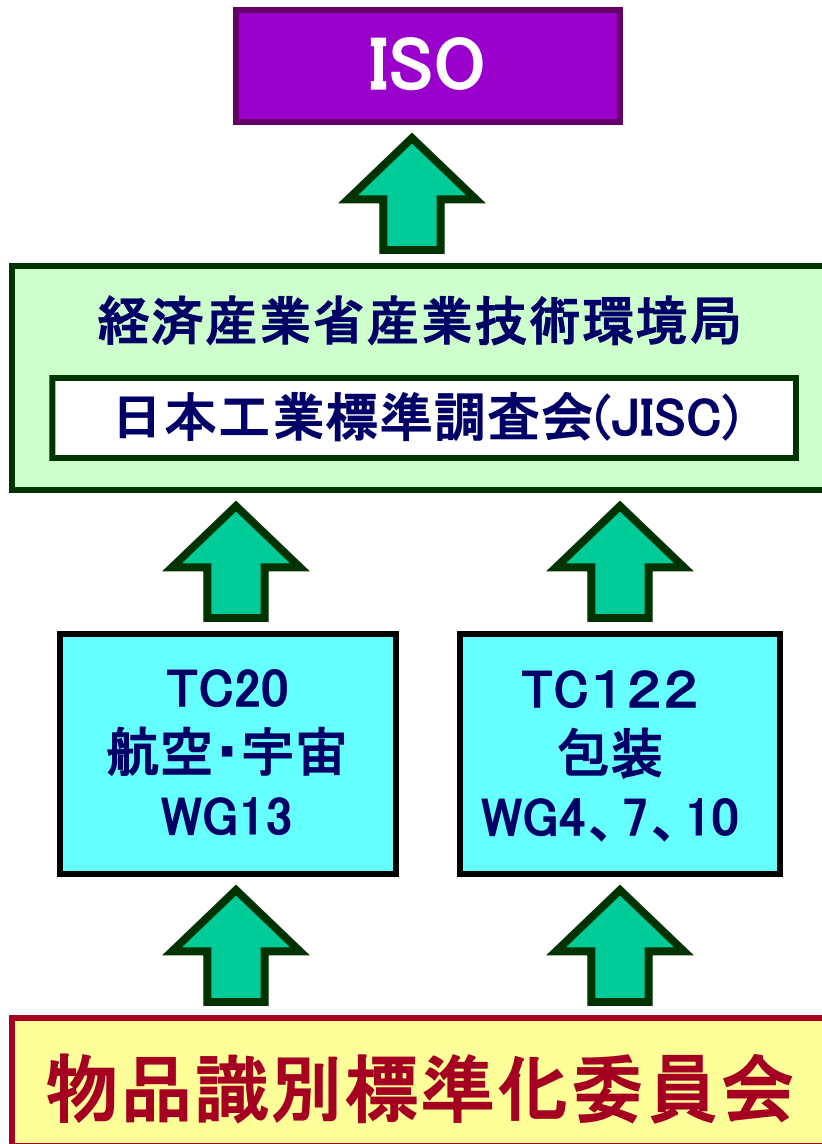 ISO
経済産業省産業技術環境局
日本工業標準調査会(JISC)
TC20
航空・宇宙
WG13
TC１２２
包装
WG4、7、10
物品識別標準化委員会